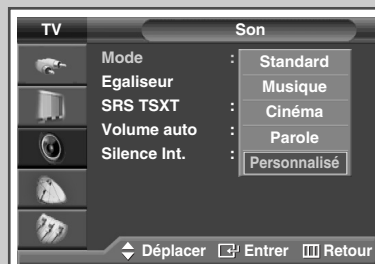 TV Son
Mode : Standard
Egaliseur Musique
SRS TSXT : Cinéma
Volume auto : Parole
Silence Int. : Personnalisé
Déplacer Entrer Retour